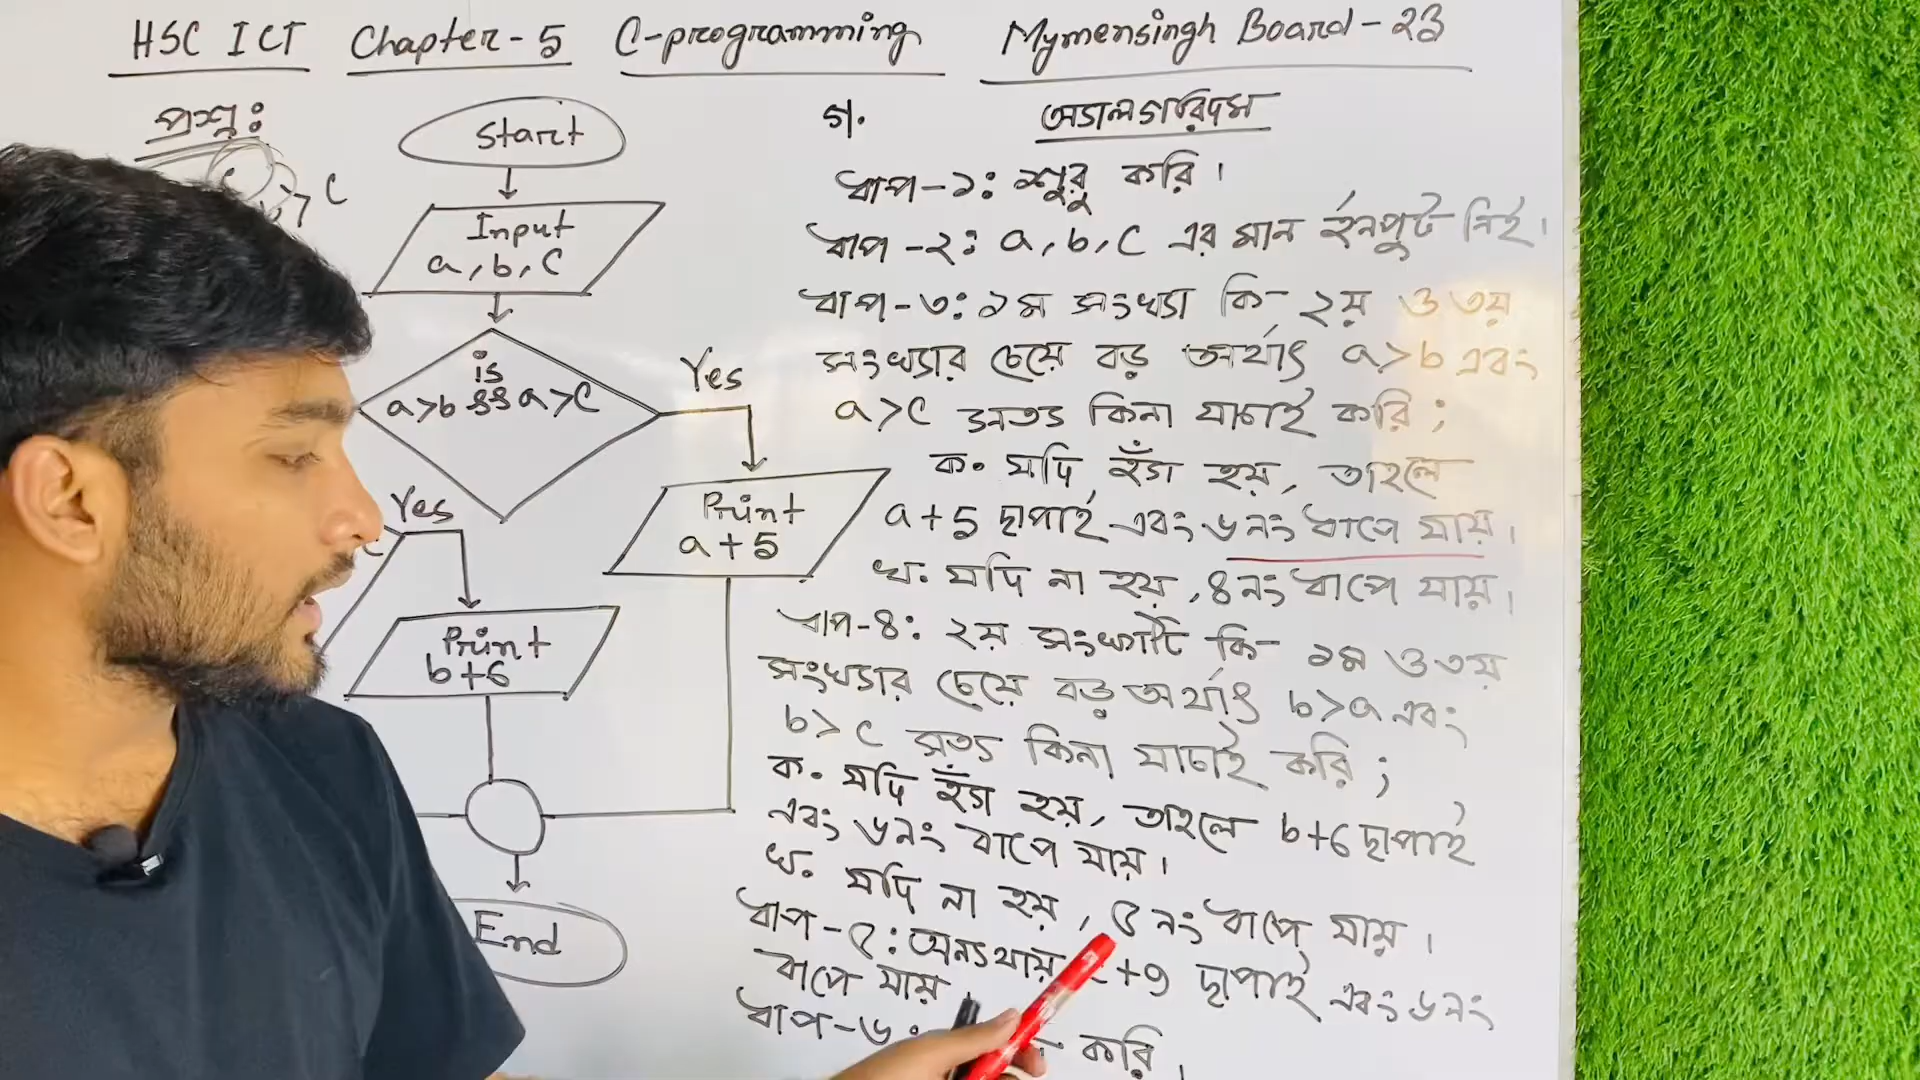 HSC ICT Chapter-5 C-programming Mymensingh Board-23
প্রশ্ন:
Start
Input
a, b, c
is
a>b && a>c
Yes
Print
a+5
Yes
Print
b+6
End
গ. অ্যালগরিদম
ধাপ-১: শুরু করি।
ধাপ-২: a, b, c এর মান ইনপুট নিই।
ধাপ-৩: ১ম সংখ্যা কি ২য় ও ৩য়
সংখ্যার চেয়ে বড় অর্থাৎ a>b এবং
a>c সত্য কিনা যাচাই করি;
ক. যদি হ্যাঁ হয়, তাহলে
a+5 ছাপাই এবং ৬নং ধাপে যায়।
খ. যদি না হয়, ৪নং ধাপে যায়।
ধাপ-৪: ২য় সংখ্যাটি কি ১ম ও ৩য়
সংখ্যার চেয়ে বড় অর্থাৎ b>a এবং
b>c সত্য কিনা যাচাই করি;
ক. যদি হ্যাঁ হয়, তাহলে b+6 ছাপাই
এবং ৬নং ধাপে যায়।
খ. যদি না হয়, ৫নং ধাপে যায়।
ধাপ-৫: অন্যথায় +9 ছাপাই এবং ৬নং
ধাপে যায়
ধাপ-৬: করি।